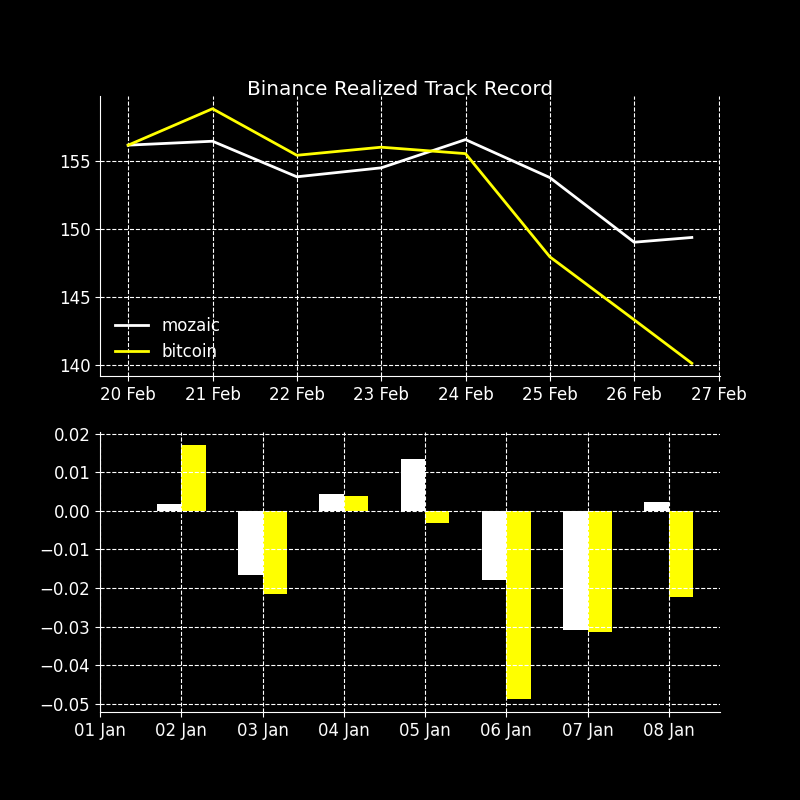 Binance Realized Track Record
155
150
145
140
mozaic
bitcoin
20 Feb 21 Feb 22 Feb 23 Feb 24 Feb 25 Feb 26 Feb 27 Feb
0.02
0.01
0.00
−0.01
−0.02
−0.03
−0.04
−0.05
01 Jan 02 Jan 03 Jan 04 Jan 05 Jan 06 Jan 07 Jan 08 Jan